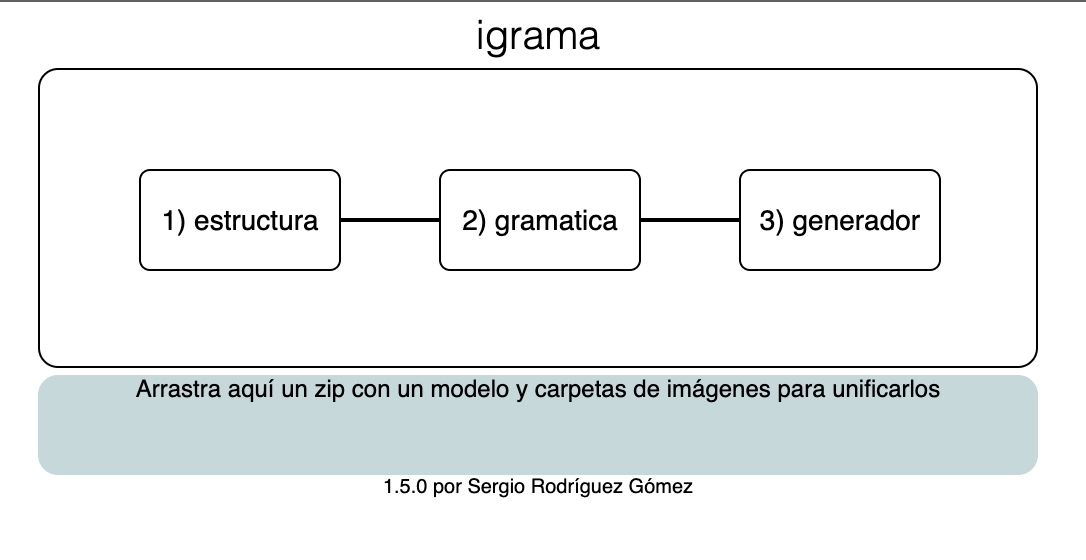 igrama
1) estructura
2) gramatica
3) generador
Arrastra aquí un zip con un modelo y carpetas de imágenes para unificarlos
1.5.0 por Sergio Rodríguez Gómez